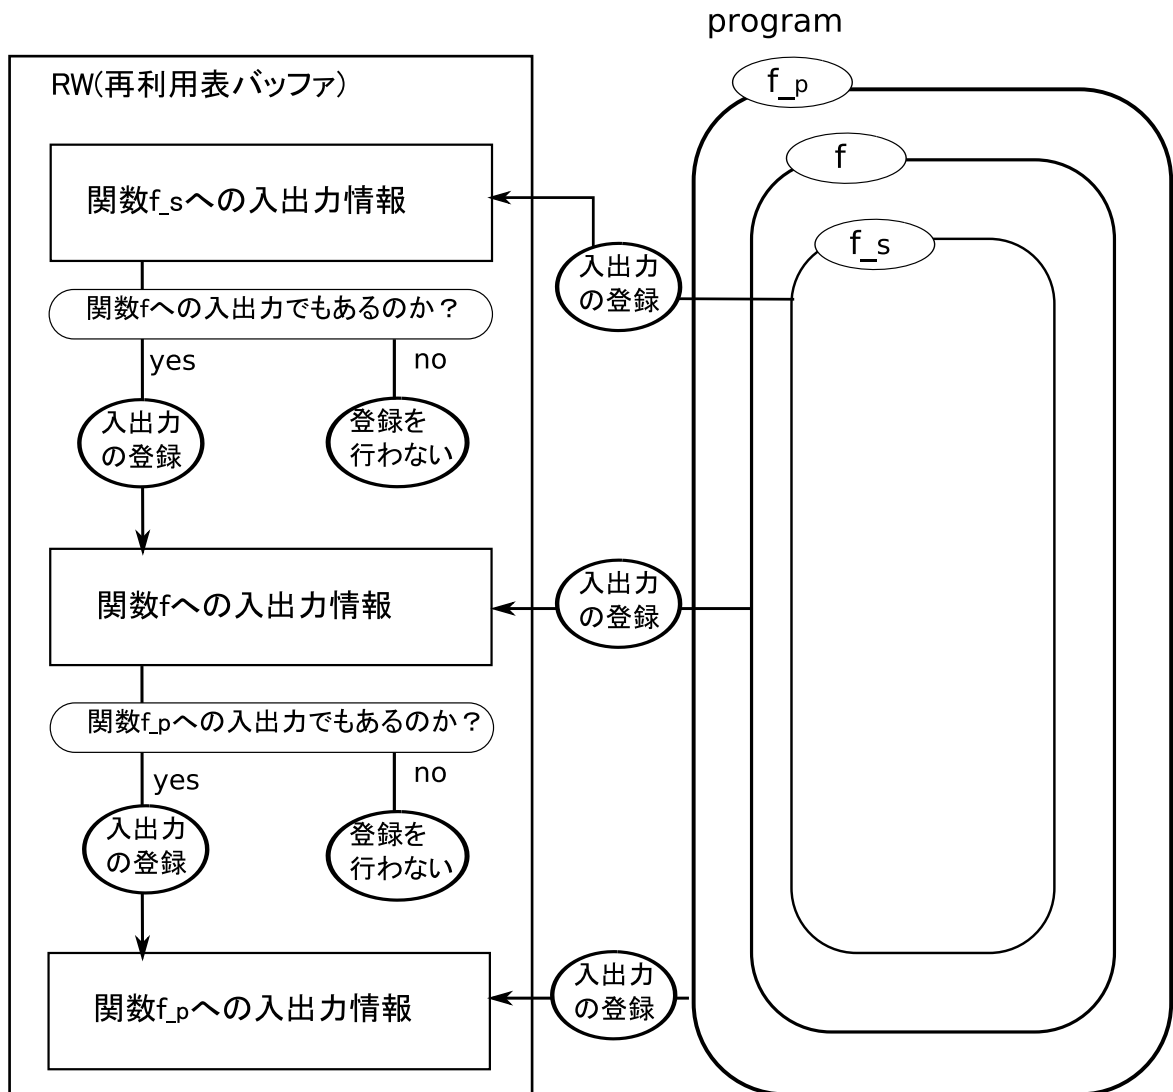 program
RW(再利用表バッファ)
f_p
f
f_s
関数f_sへの入出力情報
入出力
の登録
関数fへの入出力でもあるのか？
yes
no
入出力
の登録
登録を
行わない
関数fへの入出力情報
入出力
の登録
関数f_pへの入出力でもあるのか？
yes
no
入出力
の登録
登録を
行わない
関数f_pへの入出力情報
入出力
の登録